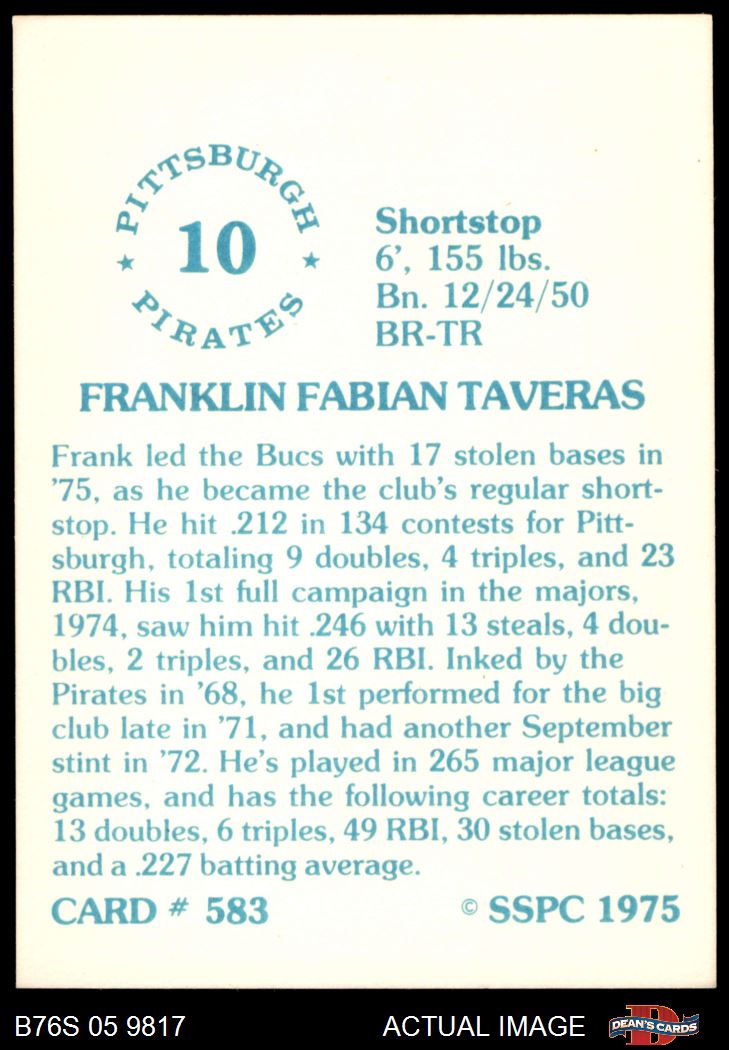 PITTSBURGH
10
PIRATES
Shortstop
6', 155 lbs.
Bn. 12/24/50
BR-TR
FRANKLIN FABIAN TAVERAS
Frank led the Bucs with 17 stolen bases in
'75, as he became the club's regular short-
stop. He hit .212 in 134 contests for Pitt-
sburgh, totaling 9 doubles, 4 triples, and 23
RBI. His 1st full campaign in the majors,
1974, saw him hit .246 with 13 steals, 4 dou-
bles, 2 triples, and 26 RBI. Inked by the
Pirates in '68, he 1st performed for the big
club late in '71, and had another September
stint in '72. He's played in 265 major league
games, and has the following career totals:
13 doubles, 6 triples, 49 RBI, 30 stolen bases,
and a .227 batting average.
CARD # 583 © SSPC 1975
B76S 05 9817 ACTUAL IMAGE D DEAN'S CARDS